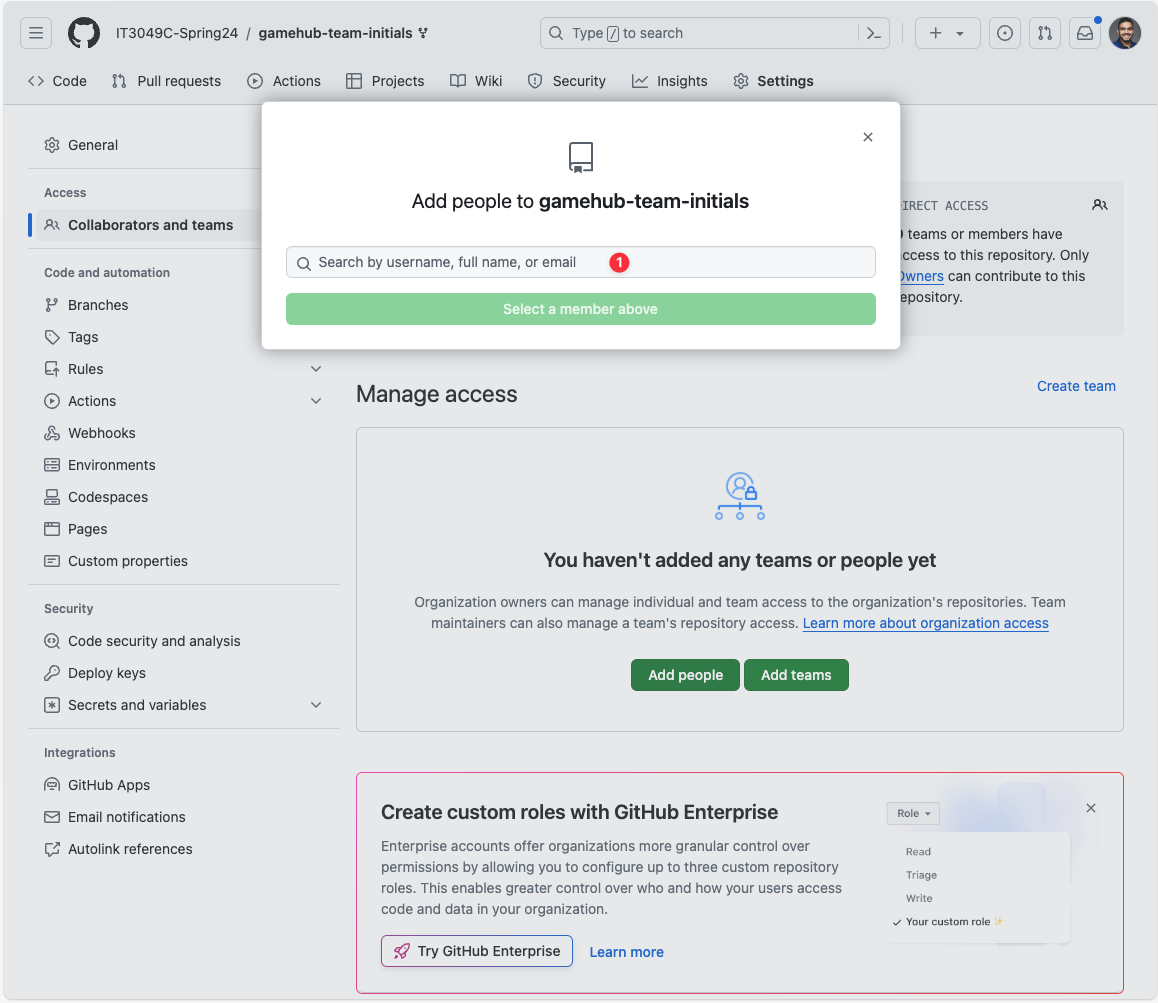 IT3049C-Spring24 / gamehub-team-initials
Type / to search
Code
Pull requests
Actions
Projects
Wiki
Security
Insights
Settings
General
Access
Collaborators and teams
Code and automation
Branches
Tags
Rules
Actions
Webhooks
Environments
Codespaces
Pages
Custom properties
Security
Code security and analysis
Deploy keys
Secrets and variables
Integrations
GitHub Apps
Email notifications
Autolink references
Add people to gamehub-team-initials
Search by username, full name, or email
1
Select a member above
IRECT ACCESS
teams or members have
ccess to this repository. Only
Owners can contribute to this
epository.
Manage access
Create team
You haven't added any teams or people yet
Organization owners can manage individual and team access to the organization's repositories. Team
maintainers can also manage a team's repository access. Learn more about organization access
Add people
Add teams
Create custom roles with GitHub Enterprise
Enterprise accounts offer organizations more granular control over
permissions by allowing you to configure up to three custom repository
roles. This enables greater control over who and how your users access
code and data in your organization.
Try GitHub Enterprise
Learn more
Role
Read
Triage
Write
Your custom role